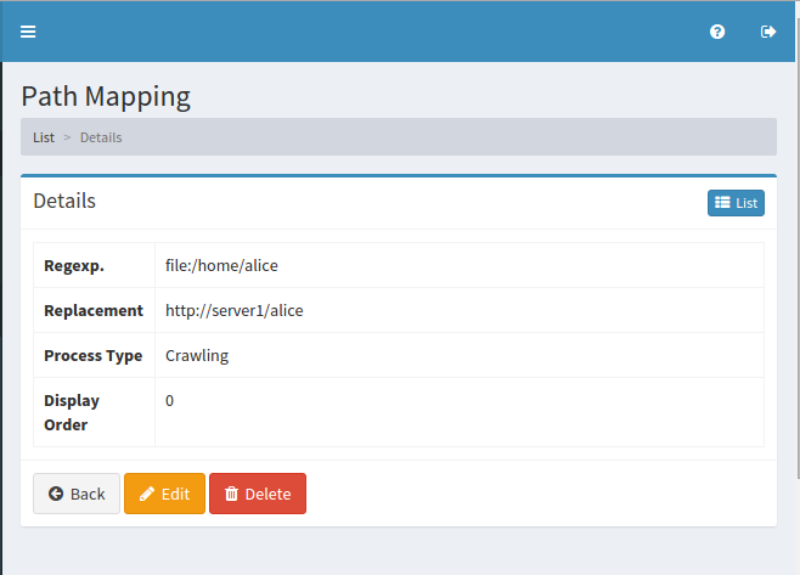 Path Mapping
List > Details
Details
List
Regexp. file:/home/alice
Replacement http://server1/alice
Process Type Crawling
Display 0
Order
Back Edit Delete